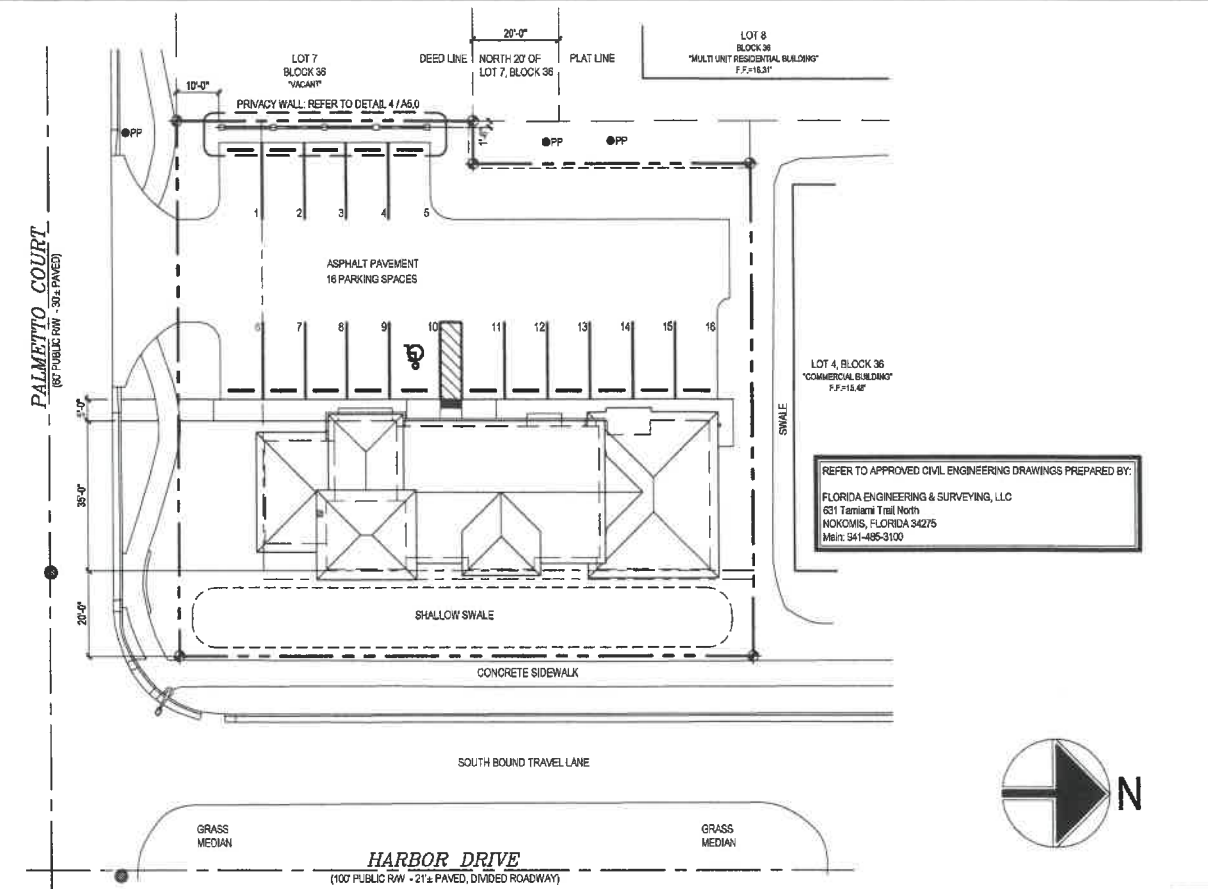 20'-0"
LOT 7
BLOCK 36
"VACANT"
DEED LINE
NORTH 20' OF
LOT 7, BLOCK 36
PLAT LINE
LOT 8
BLOCK 36
"MULTI UNIT RESIDENTIAL BUILDING"
F.F.=16.31'
10'-0"
PRIVACY WALL: REFER TO DETAIL 4 / A5.0
PP
PP
PP
1 2 3 4 5
ASPHALT PAVEMENT
16 PARKING SPACES
PALMETTO COURT
(60' PUBLIC R/W - 30'± PAVED)
6 7 8 9 10 11 12 13 14 15 16
LOT 4, BLOCK 36
"COMMERCIAL BUILDING"
SWALE
35'-0"
20'-0"
REFER TO APPROVED CIVIL ENGINEERING DRAWINGS PREPARED BY:
FLORIDA ENGINEERING & SURVEYING, LLC
631 Tamiami Trail North
NOKOMIS, FLORIDA 34275
Main: 941-485-3100
SHALLOW SWALE
CONCRETE SIDEWALK
SOUTH BOUND TRAVEL LANE
GRASS
MEDIAN
GRASS
MEDIAN
HARBOR DRIVE
(100' PUBLIC R/W - 21'± PAVED, DIVIDED ROADWAY)
N